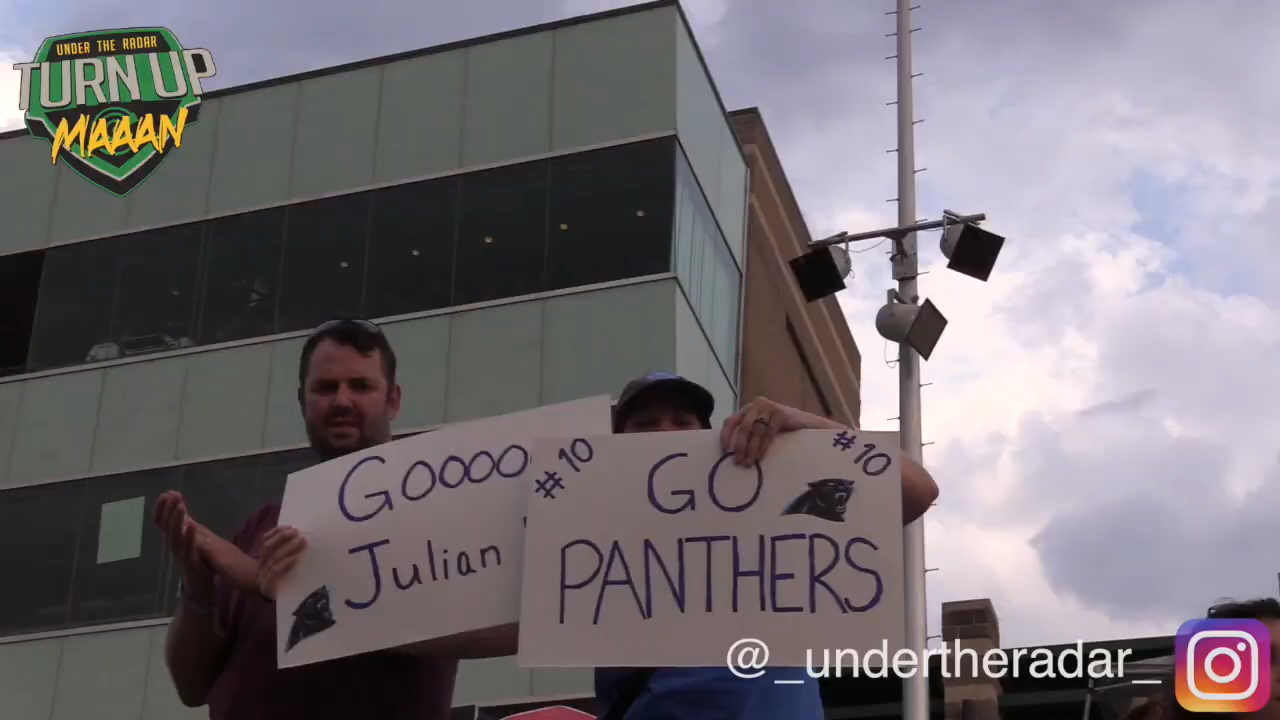 UNDER THE RADAR
TURN UP
MAAAN
GOOOO
Julian
#10
GO
#10
PANTHERS
@_undertheradar_